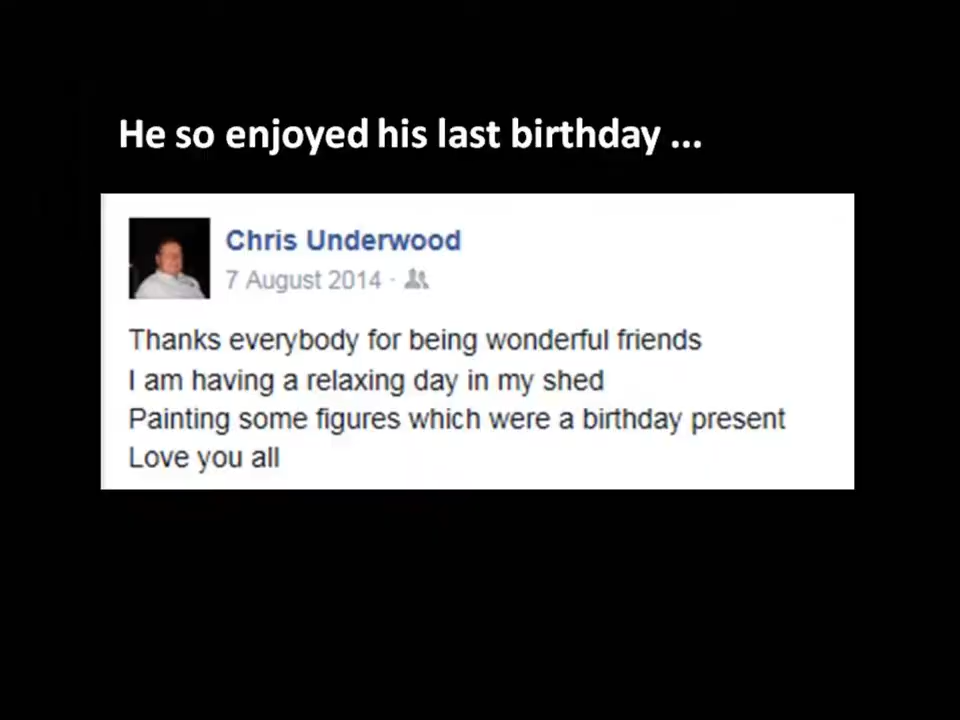 He so enjoyed his last birthday ...
Chris Underwood
7 August 2014 ·
Thanks everybody for being wonderful friends
I am having a relaxing day in my shed
Painting some figures which were a birthday present
Love you all